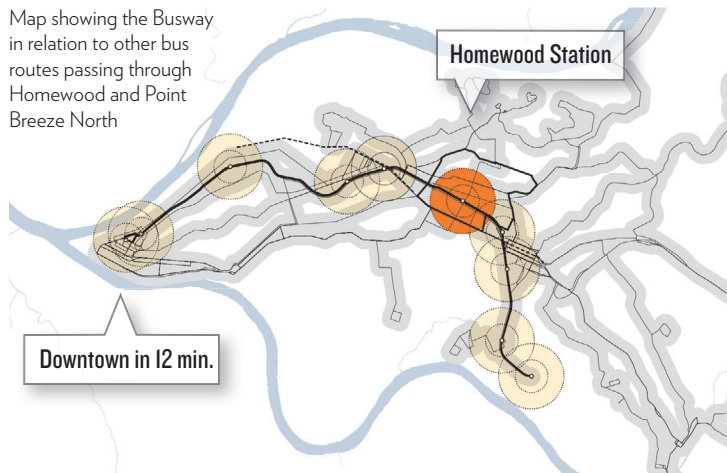 Map showing the Busway
in relation to other bus
routes passing through
Homewood and Point
Breeze North
Homewood Station
Downtown in 12 min.